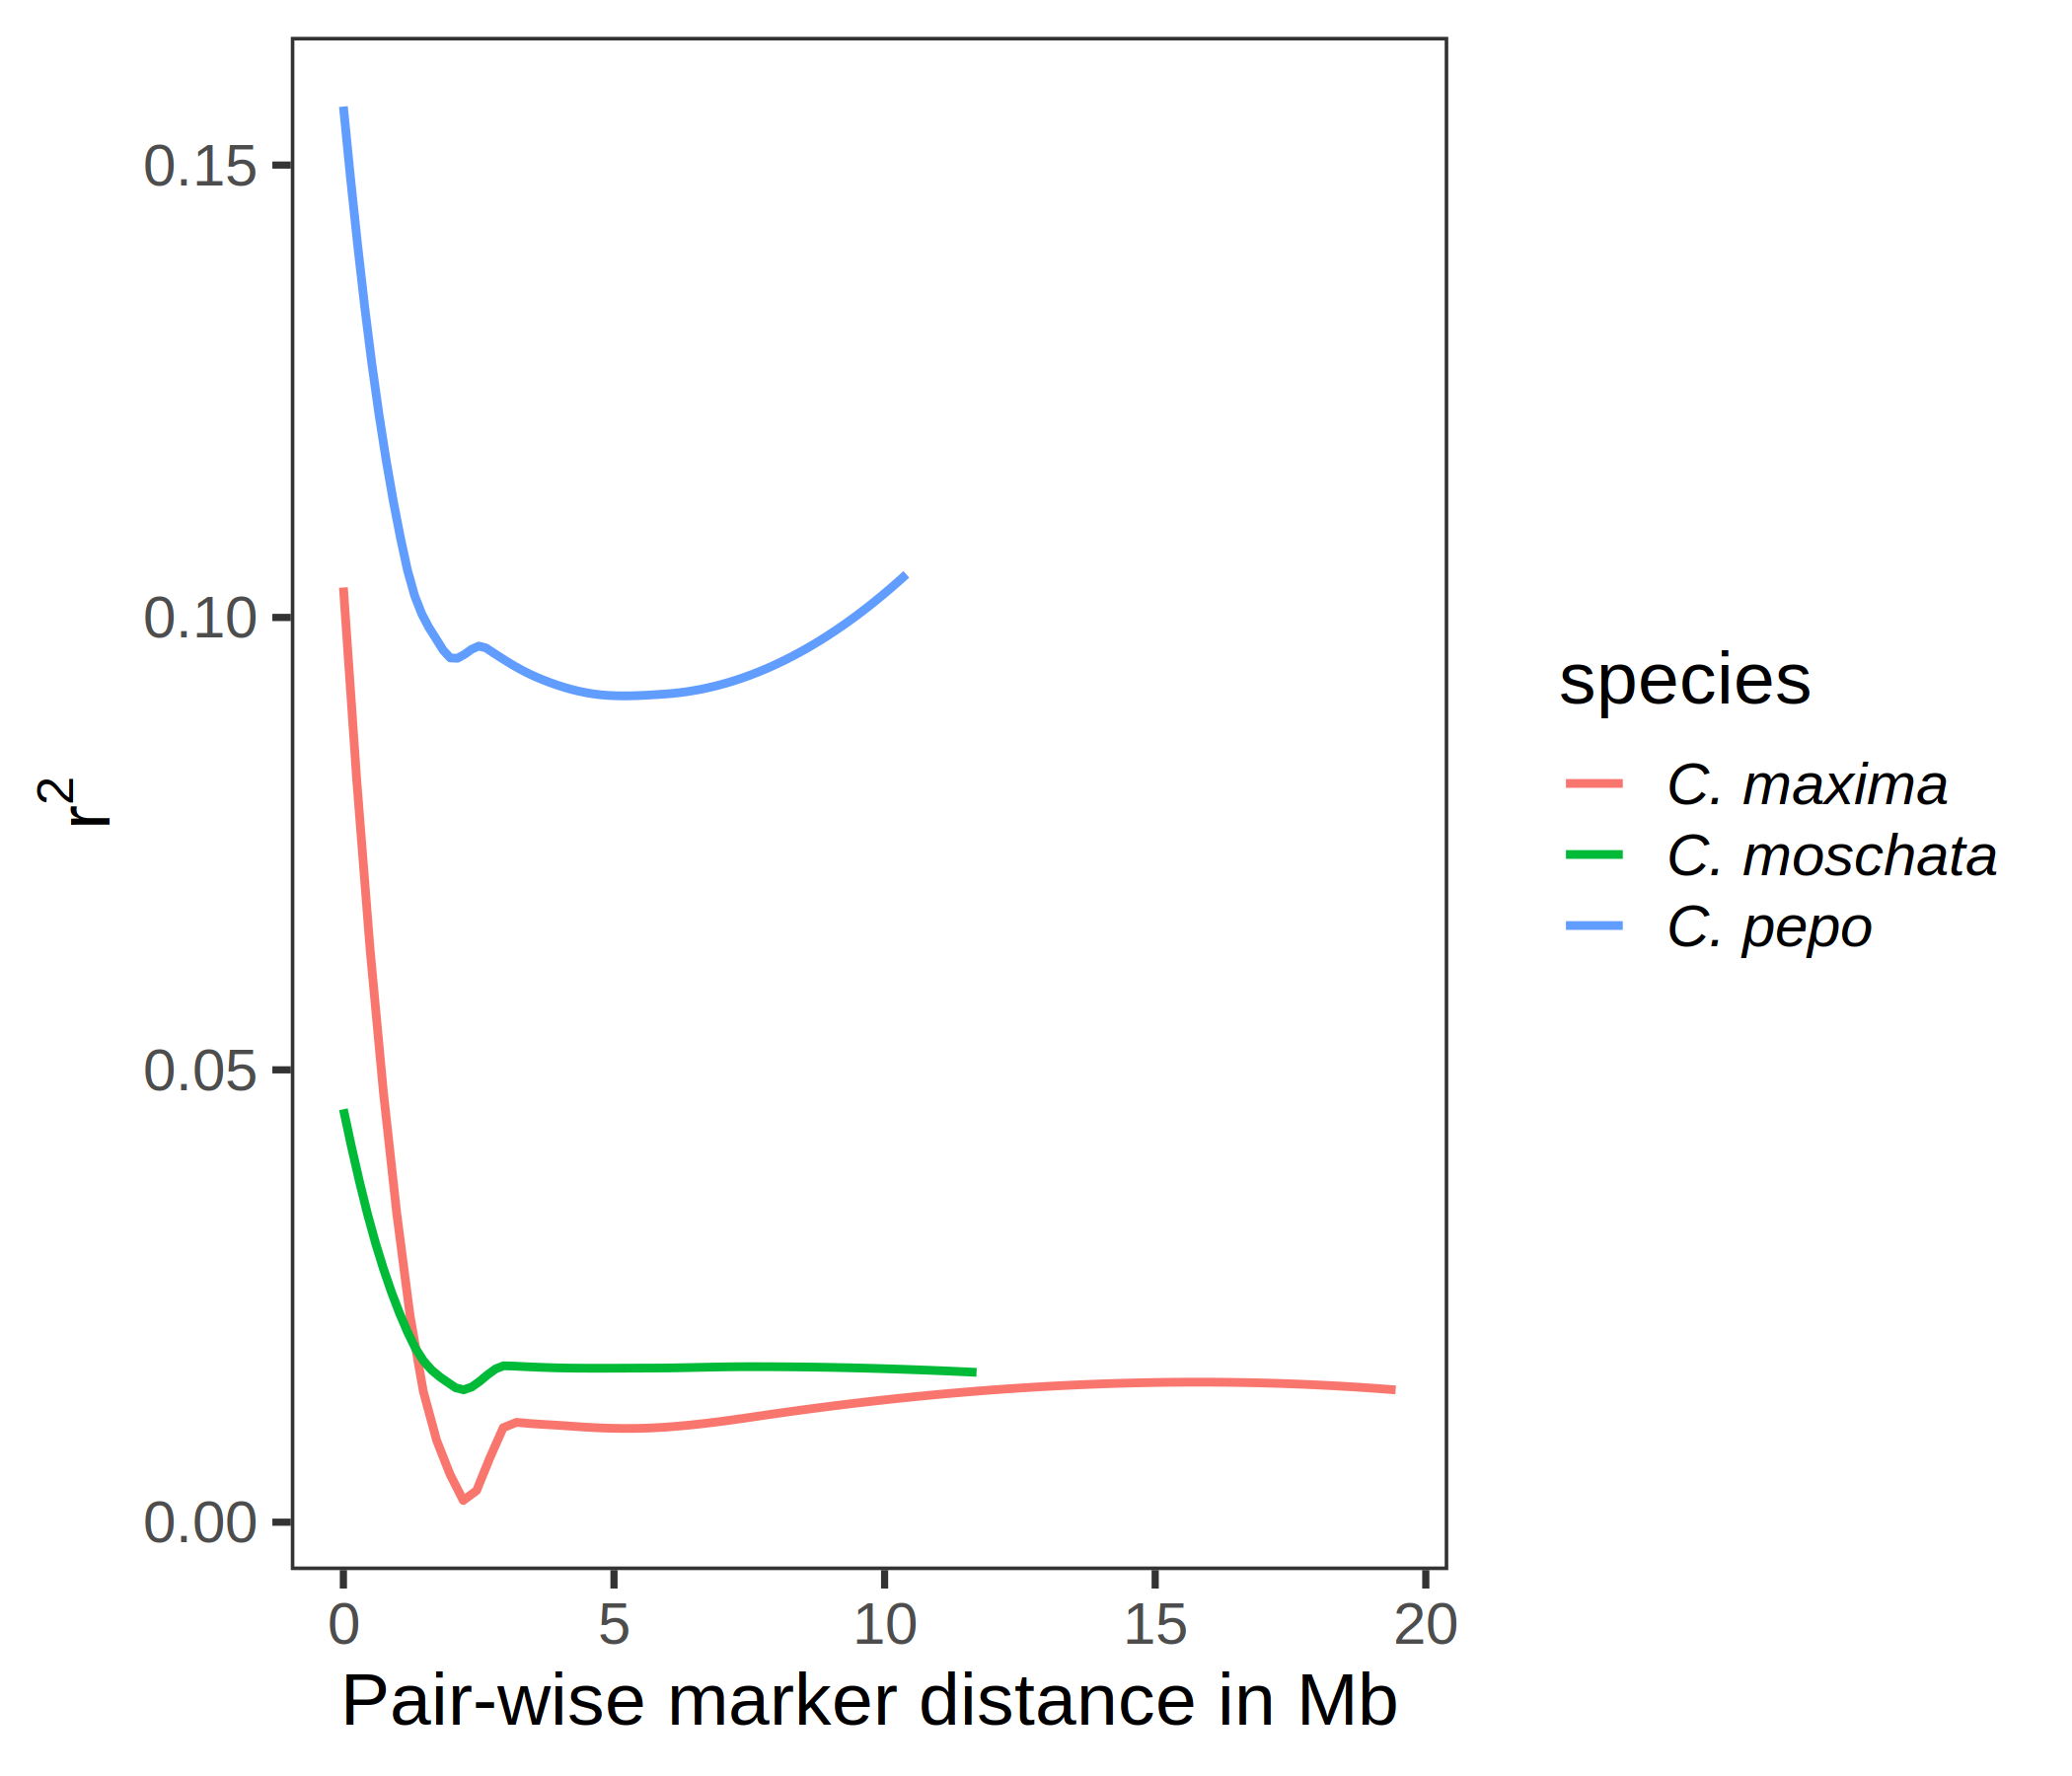 0.15
0.10
0.05
0.00
r²
0 5 10 15 20
Pair-wise marker distance in Mb
species
C. maxima
C. moschata
C. pepo